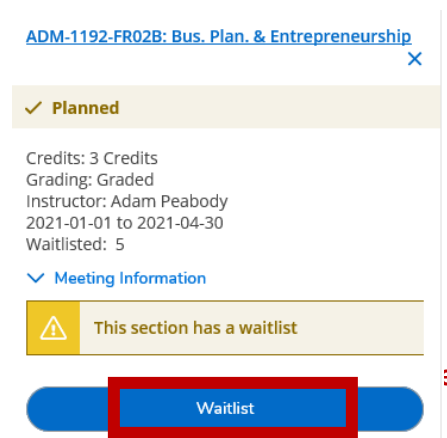 ADM-1192-FR02B: Bus. Plan. & Entrepreneurship
Planned
Credits: 3 Credits
Grading: Graded
Instructor: Adam Peabody
2021-01-01 to 2021-04-30
Waitlisted: 5
Meeting Information
This section has a waitlist
Waitlist